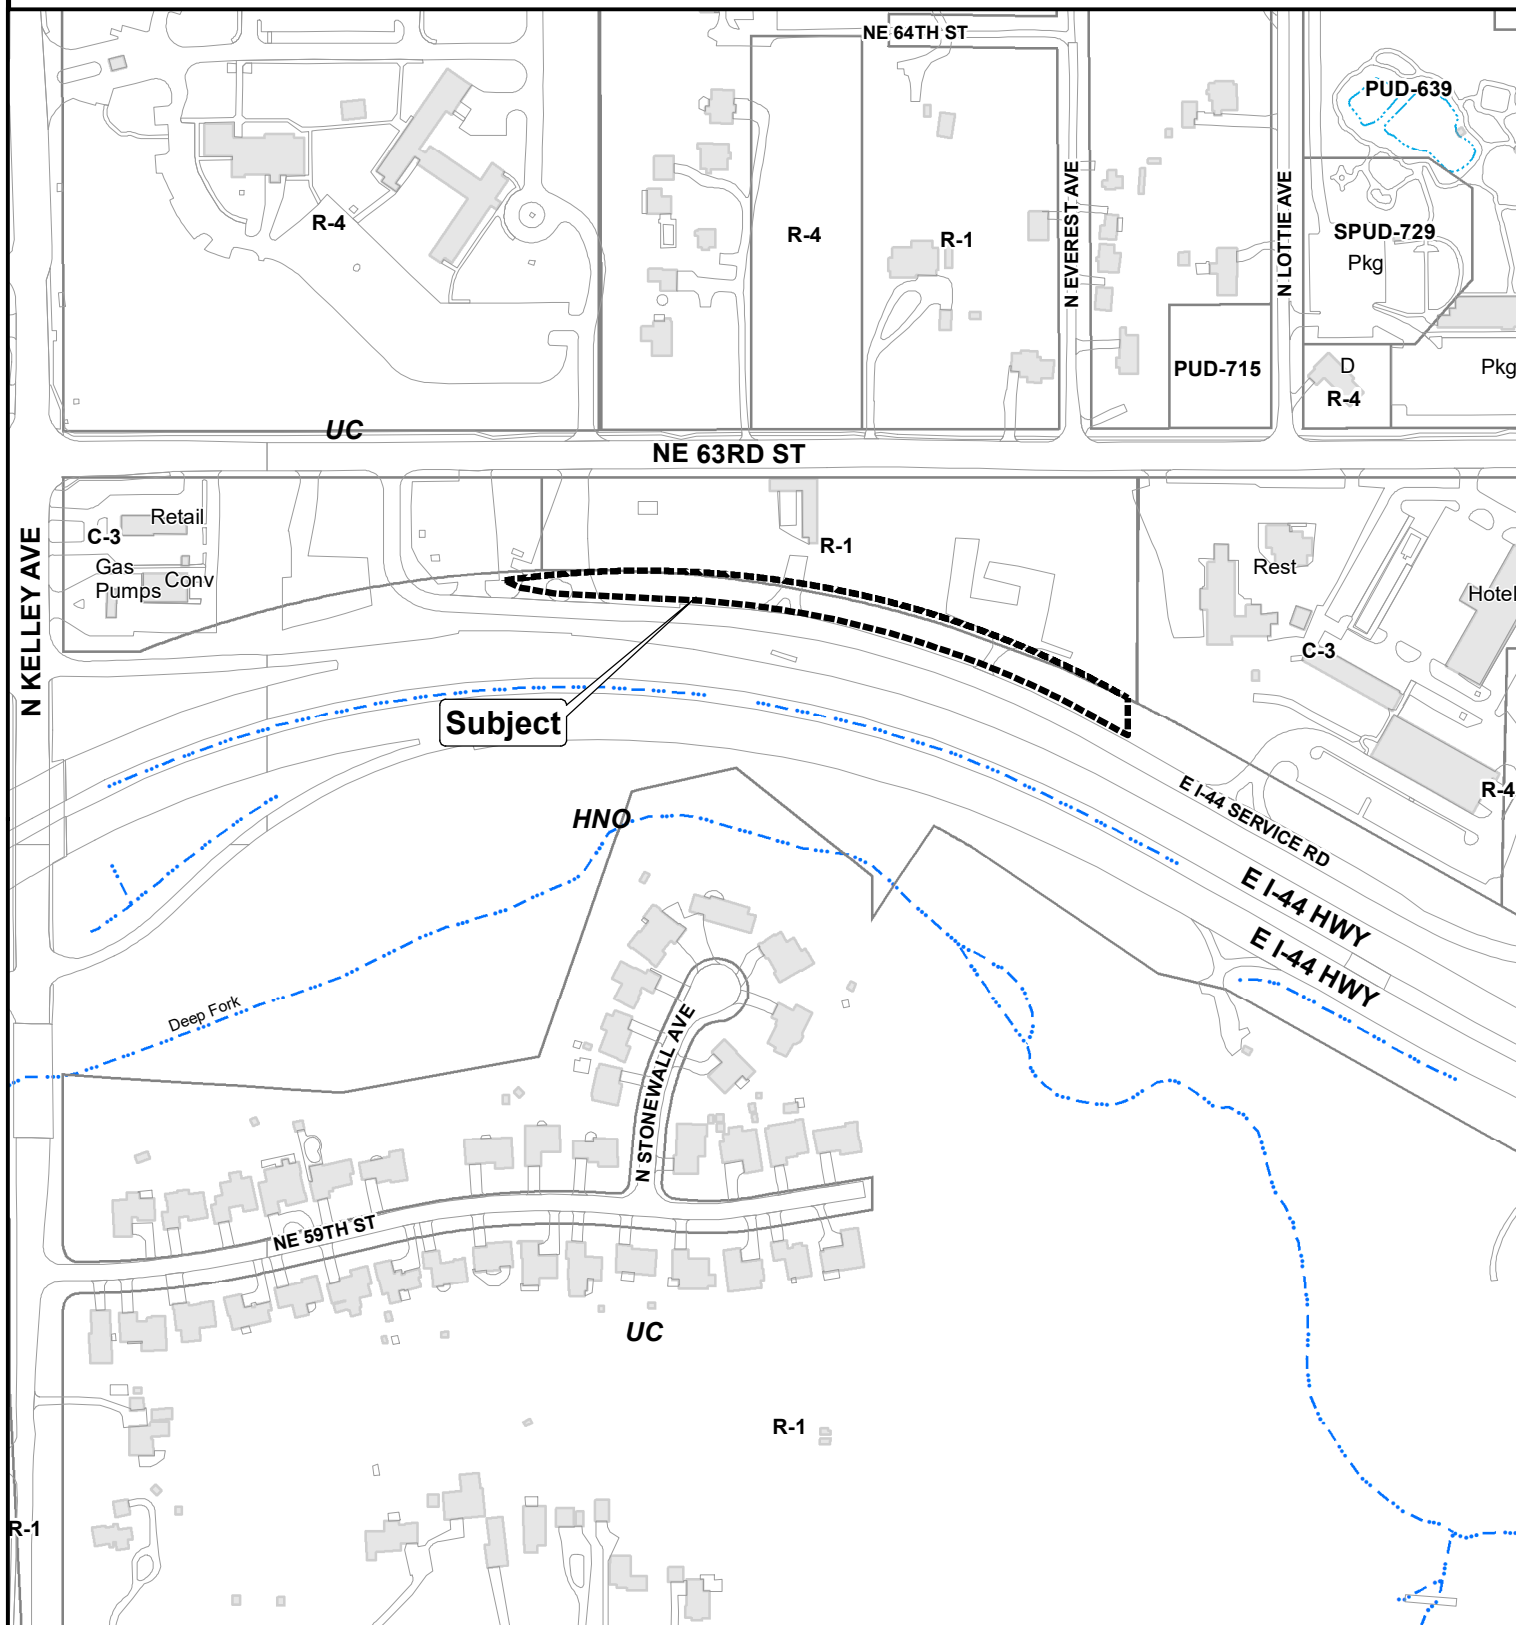 NE 64TH ST
PUD-639
R-4
R-4
R-1
N EVEREST AVE
N LOTTIE AVE
SPUD-729
Pkg
PUD-715
D
R-4
Pkg
UC
NE 63RD ST
N KELLEY AVE
Retail
C-3
Gas
Pumps
Conv
R-1
Rest
Hotel
C-3
Subject
R-4
E I-44 SERVICE RD
HNO
E I-44 HWY
E I-44 HWY
Deep Fork
N STONEWALL AVE
NE 59TH ST
UC
R-1
R-1